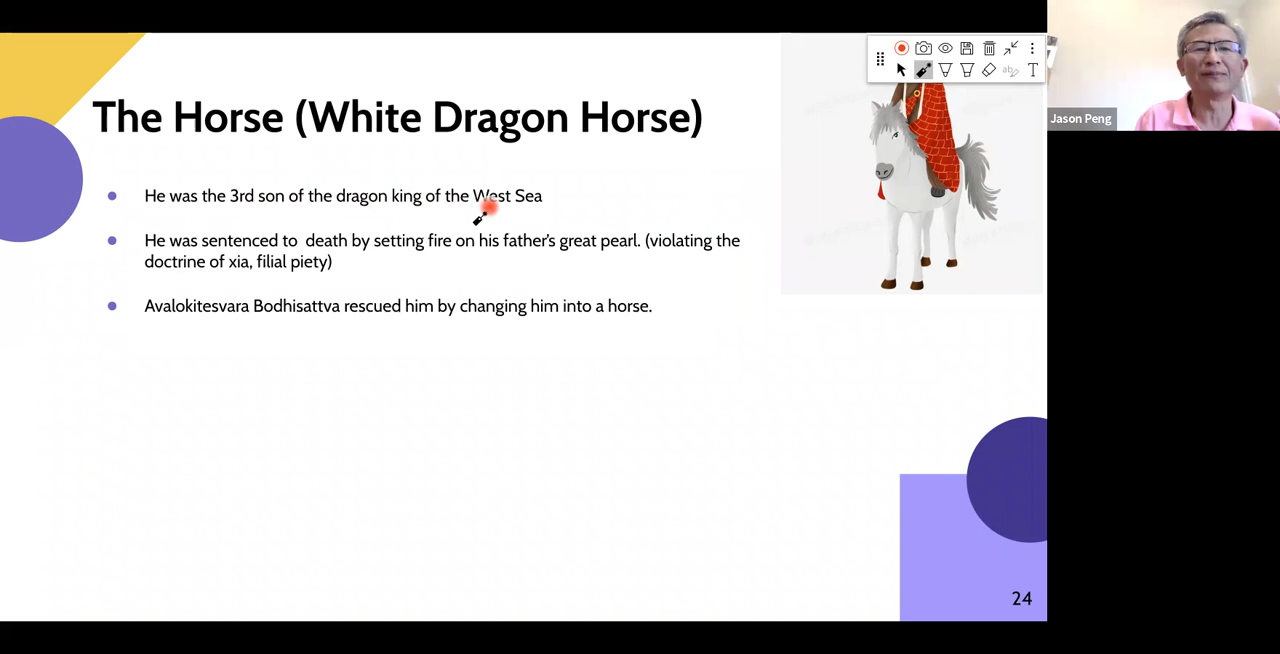 The Horse (White Dragon Horse)
He was the 3rd son of the dragon king of the West Sea
He was sentenced to  death by setting fire on his father's great pearl. (violating the
doctrine of xia, filial piety)
Avalokitesvara Bodhisattva rescued him by changing him into a horse.
24
ab
T
Jason Peng